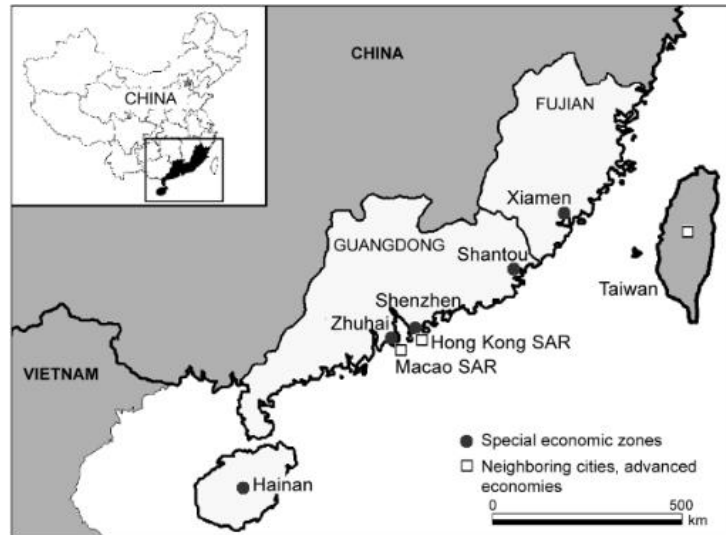 CHINA
CHINA
FUJIAN
Xiamen
GUANGDONG
Shantou
Taiwan
Shenzhen
Zhuhai
Hong Kong SAR
Macao SAR
VIETNAM
Hainan
Special economic zones
Neighboring cities, advanced
economies
0 500
km